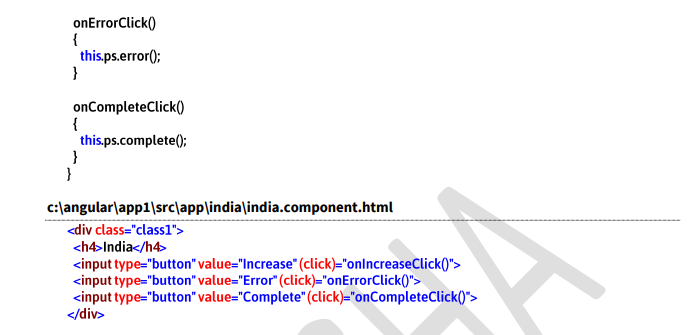 onErrorClick()
{
this.ps.error();
}
onCompleteClick()
{
this.ps.complete();
}
}
c:\angular\app1\src\app\india\india.component.html
<div class="class1">
<h4>India</h4>
<input type="button" value="Increase" (click)="onIncreaseClick()">
<input type="button" value="Error" (click)="onErrorClick()">
<input type="button" value="Complete" (click)="onCompleteClick()">
</div>